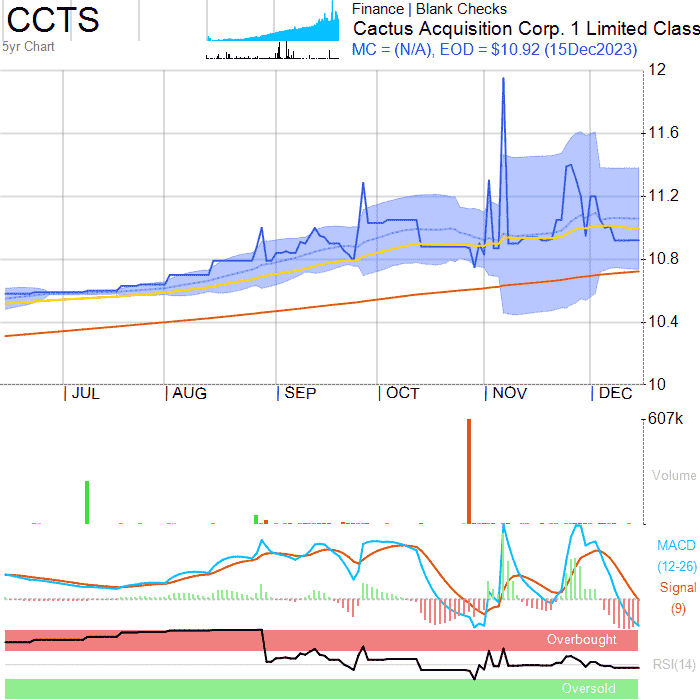 CCTS
5yr Chart
Finance | Blank Checks
Cactus Acquisition Corp. 1 Limited Class
MC = (N/A), EOD = $10.92 (15Dec2023)
12
11.6
11.2
10.8
10.4
10
JUL AUG SEP OCT NOV DEC
607k
Volume
MACD
(12-26)
Signal
(9)
Overbought
RSI(14)
Oversold